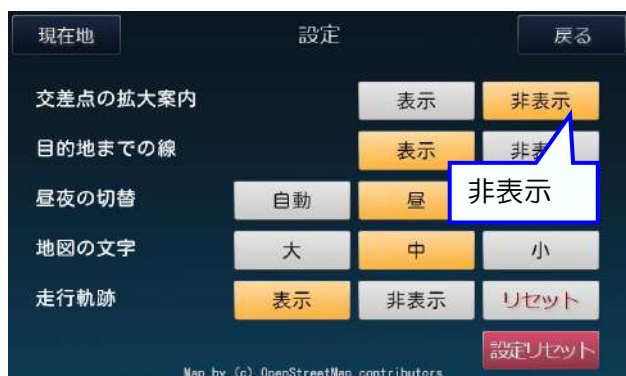 現在地 設定 戻る
交差点の拡大案内 表示 非表示
目的地までの線 表示 非表
非表示
昼夜の切替 自動 昼
地図の文字 大 中 小
走行軌跡 表示 非表示 リセット
設定リセット
Map by (c) OpenStreetMap contributors